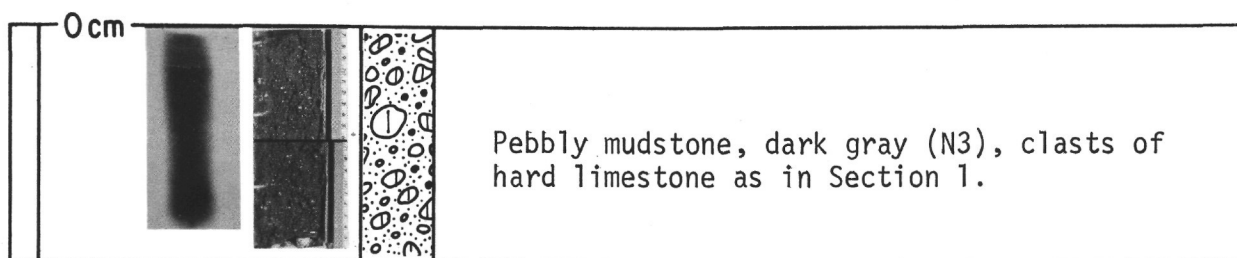 0 cm
Pebbly mudstone, dark gray (N3), clasts of
hard limestone as in Section 1.